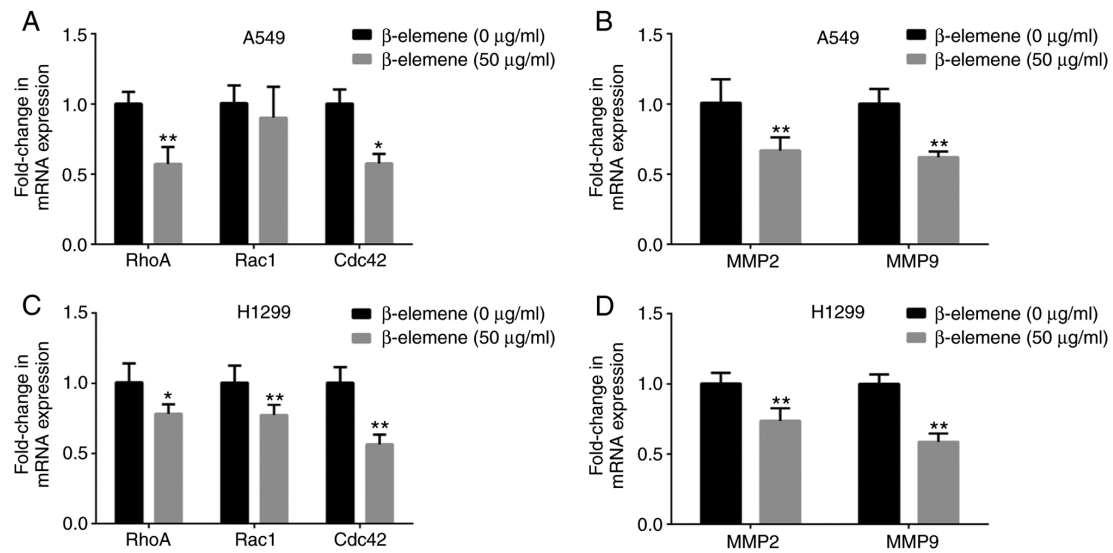 A
A549
β-elemene (0 μg/ml)
β-elemene (50 μg/ml)
Fold-change in
mRNA expression
1.5
1.0
0.5
0.0
**
*
RhoA
Rac1
Cdc42
B
A549
β-elemene (0 μg/ml)
β-elemene (50 μg/ml)
Fold-change in
mRNA expression
1.5
1.0
0.5
0.0
**
**
MMP2
MMP9
C
H1299
β-elemene (0 μg/ml)
β-elemene (50 μg/ml)
Fold-change in
mRNA expression
1.5
1.0
0.5
0.0
*
**
**
RhoA
Rac1
Cdc42
D
H1299
β-elemene (0 μg/ml)
β-elemene (50 μg/ml)
Fold-change in
mRNA expression
1.5
1.0
0.5
0.0
**
**
MMP2
MMP9